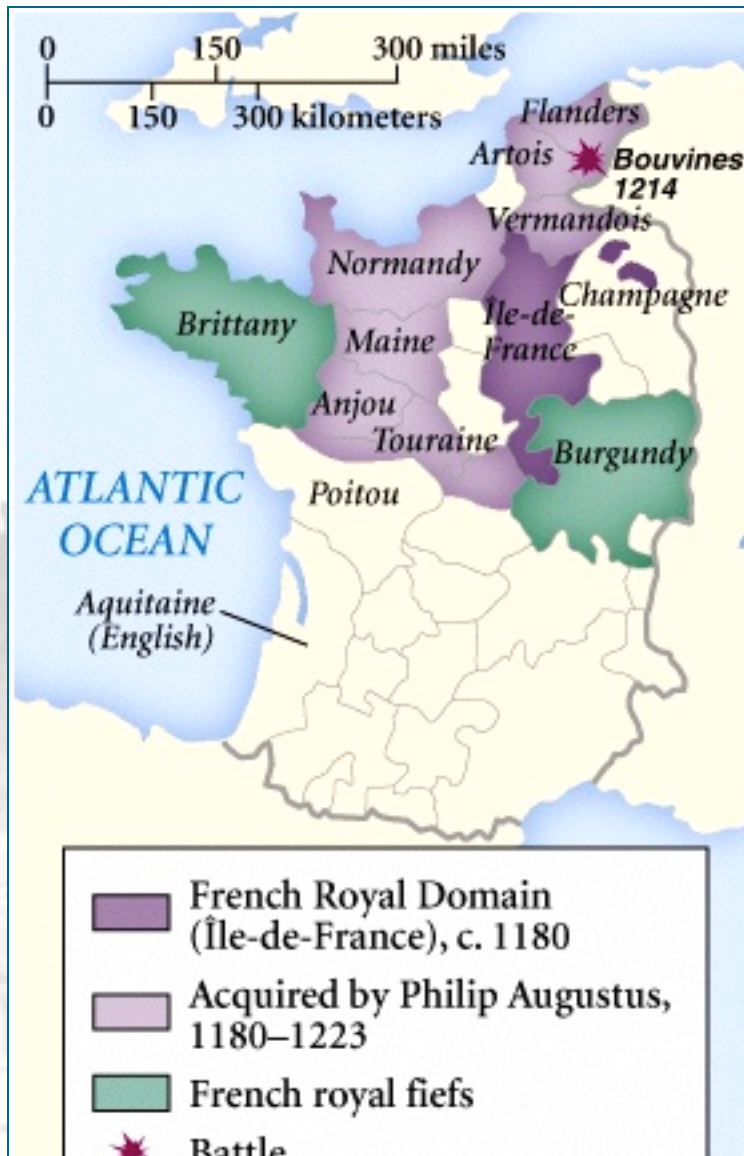 0 150 300 miles
0 150 300 kilometers
Flanders
Artois
Bouvines
1214
Vermandois
Normandy
Champagne
Île-de-
France
Brittany
Maine
Anjou
Touraine
Burgundy
Poitou
ATLANTIC
OCEAN
Aquitaine
(English)
French Royal Domain
(Île-de-France), c. 1180
Acquired by Philip Augustus,
1180–1223
French royal fiefs
Battle